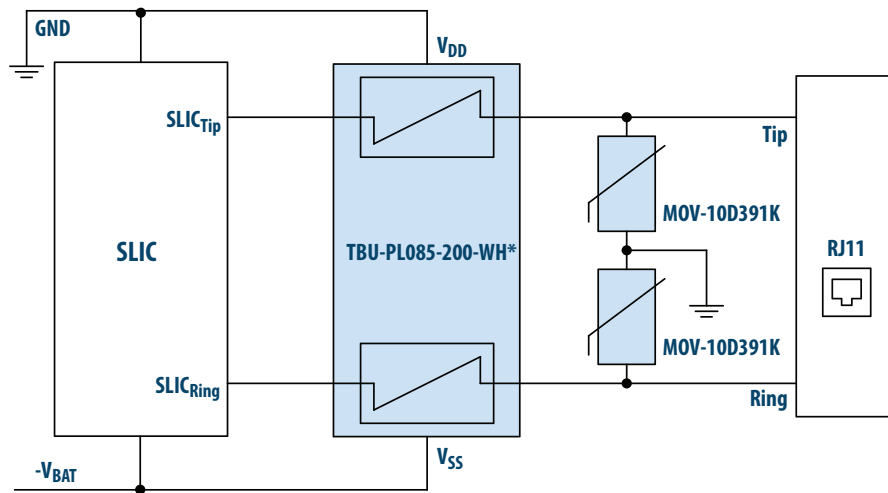 GND
V_DD
SLIC_Tip
Tip
MOV-10D391K
SLIC
TBU-PL085-200-WH*
RJ11
MOV-10D391K
SLIC_Ring
Ring
V_SS
-V_BAT